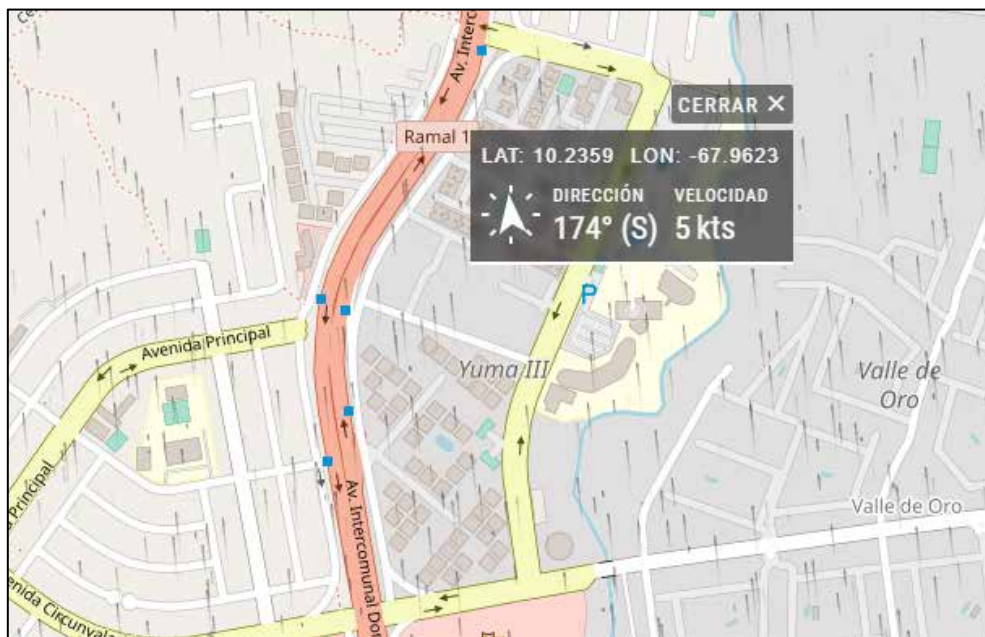 Av. Interc
CERRAR ×
Ramal 1
LAT: 10.2359 LON: -67.9623
DIRECCIÓN VELOCIDAD
174° (S) 5 kts
P
Avenida Principal
Yuma III
Valle de
Oro
Principal
Valle de Oro
Av. Intercomunal Don
enida Circunvala